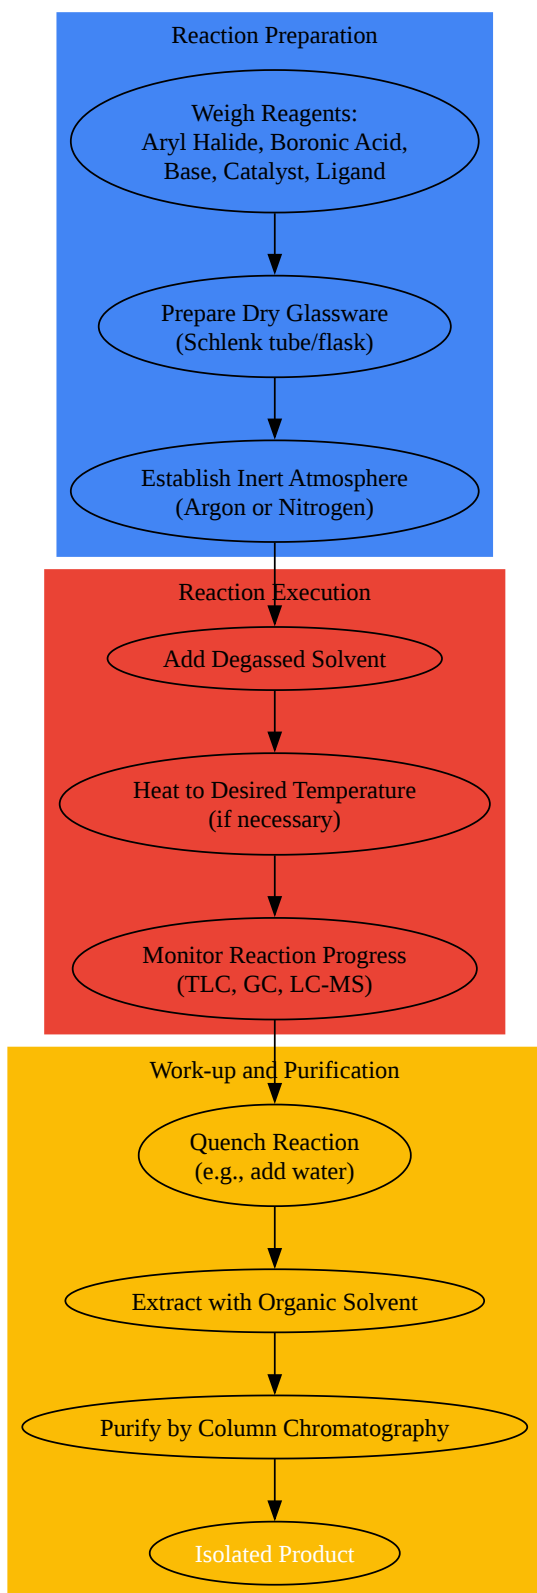 Reaction Preparation
Weigh Reagents:
Aryl Halide, Boronic Acid,
Base, Catalyst, Ligand
Prepare Dry Glassware
(Schlenk tube/flask)
Establish Inert Atmosphere
(Argon or Nitrogen)
Reaction Execution
Add Degassed Solvent
Heat to Desired Temperature
(if necessary)
Monitor Reaction Progress
(TLC, GC, LC-MS)
Work-up and Purification
Quench Reaction
(e.g., add water)
Extract with Organic Solvent
Purify by Column Chromatography
Isolated Product